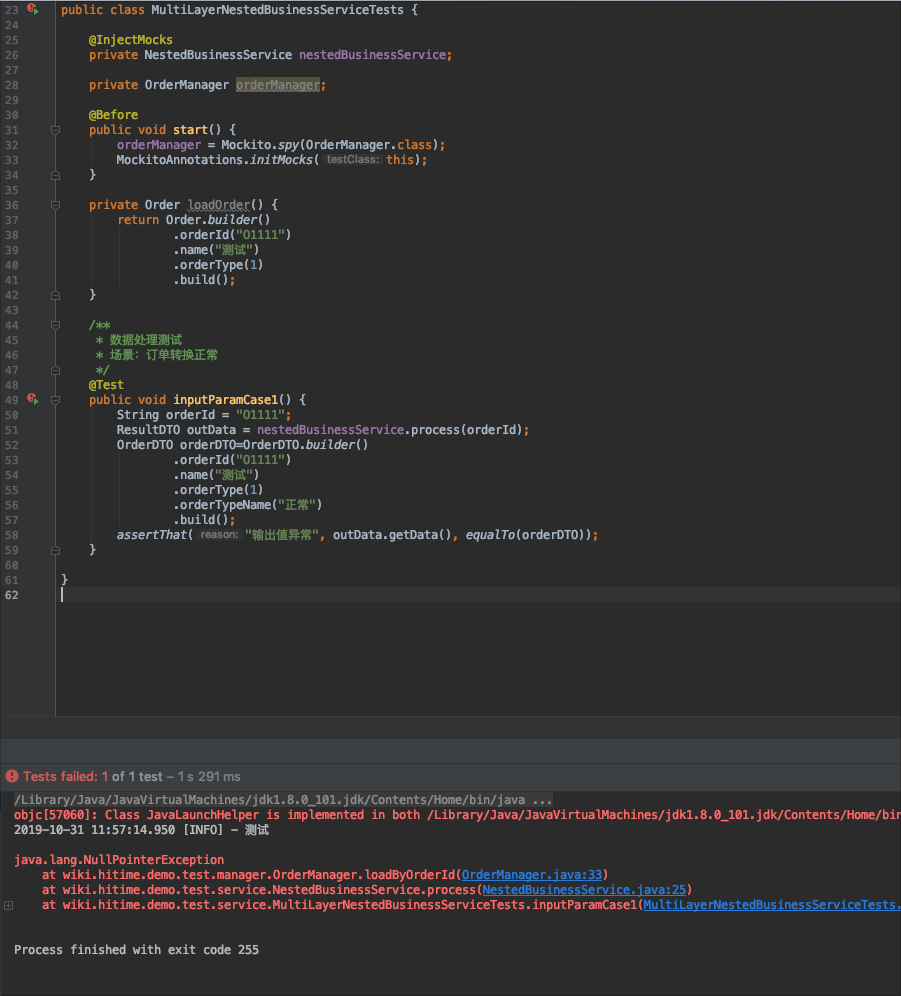 23 public class MultiLayerNestedBusinessServiceTests {
24
25 @InjectMocks
26 private NestedBusinessService nestedBusinessService;
27
28 private OrderManager orderManager;
29
30 @Before
31 public void start() {
32 orderManager = Mockito.spy(OrderManager.class);
33 MockitoAnnotations.initMocks( testClass: this);
34 }
35
36 private Order loadOrder() {
37 return Order.builder()
38 .orderId("O1111")
39 .name("测试")
40 .orderType(1)
41 .build();
42 }
43
44 /**
45 * 数据处理测试
46 * 场景: 订单转换正常
47 */
48 @Test
49 public void inputParamCase1() {
50 String orderId = "O1111";
51 ResultDTO outData = nestedBusinessService.process(orderId);
52 OrderDTO orderDTO=OrderDTO.builder()
53 .orderId("O1111")
54 .name("测试")
55 .orderType(1)
56 .orderTypeName("正常")
57 .build();
58 assertThat( reason: "输出值异常", outData.getData(), equalTo(orderDTO));
59 }
60
61 }
62
Tests failed: 1 of 1 test – 1 s 291 ms
/Library/Java/JavaVirtualMachines/jdk1.8.0_101.jdk/Contents/Home/bin/java ...
objc[57060]: Class JavaLaunchHelper is implemented in both /Library/Java/JavaVirtualMachines/jdk1.8.0_101.jdk/Contents/Home/bin
2019-10-31 11:57:14.950 [INFO] - 测试
java.lang.NullPointerException
at wiki.hitime.demo.test.manager.OrderManager.loadByOrderId(OrderManager.java:33)
at wiki.hitime.demo.test.service.NestedBusinessService.process(NestedBusinessService.java:25)
at wiki.hitime.demo.test.service.MultiLayerNestedBusinessServiceTests.inputParamCase1(MultiLayerNestedBusinessServiceTests.
Process finished with exit code 255